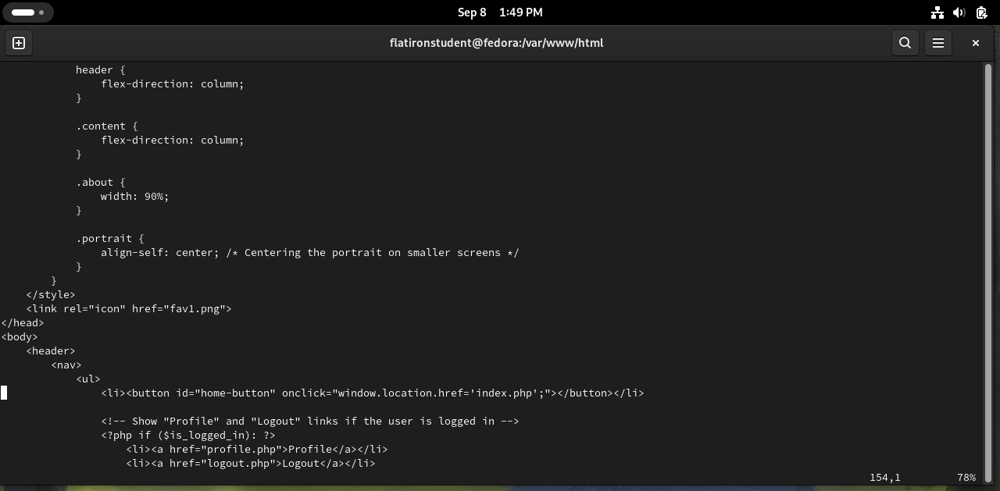 Sep 8 1:49 PM
flatironstudent@fedora:/var/www/html
header {
flex-direction: column;
}
.content {
flex-direction: column;
}
.about {
width: 90%;
}
.portrait {
align-self: center; /* Centering the portrait on smaller screens */
}
}
</style>
<link rel="icon" href="fav1.png">
</head>
<body>
<header>
<nav>
<ul>
<li><button id="home-button" onclick="window.location.href='index.php';"></button></li>
<!-- Show "Profile" and "Logout" links if the user is logged in -->
<?php if ($is_logged_in): ?>
<li><a href="profile.php">Profile</a></li>
<li><a href="logout.php">Logout</a></li>
154,1 78%